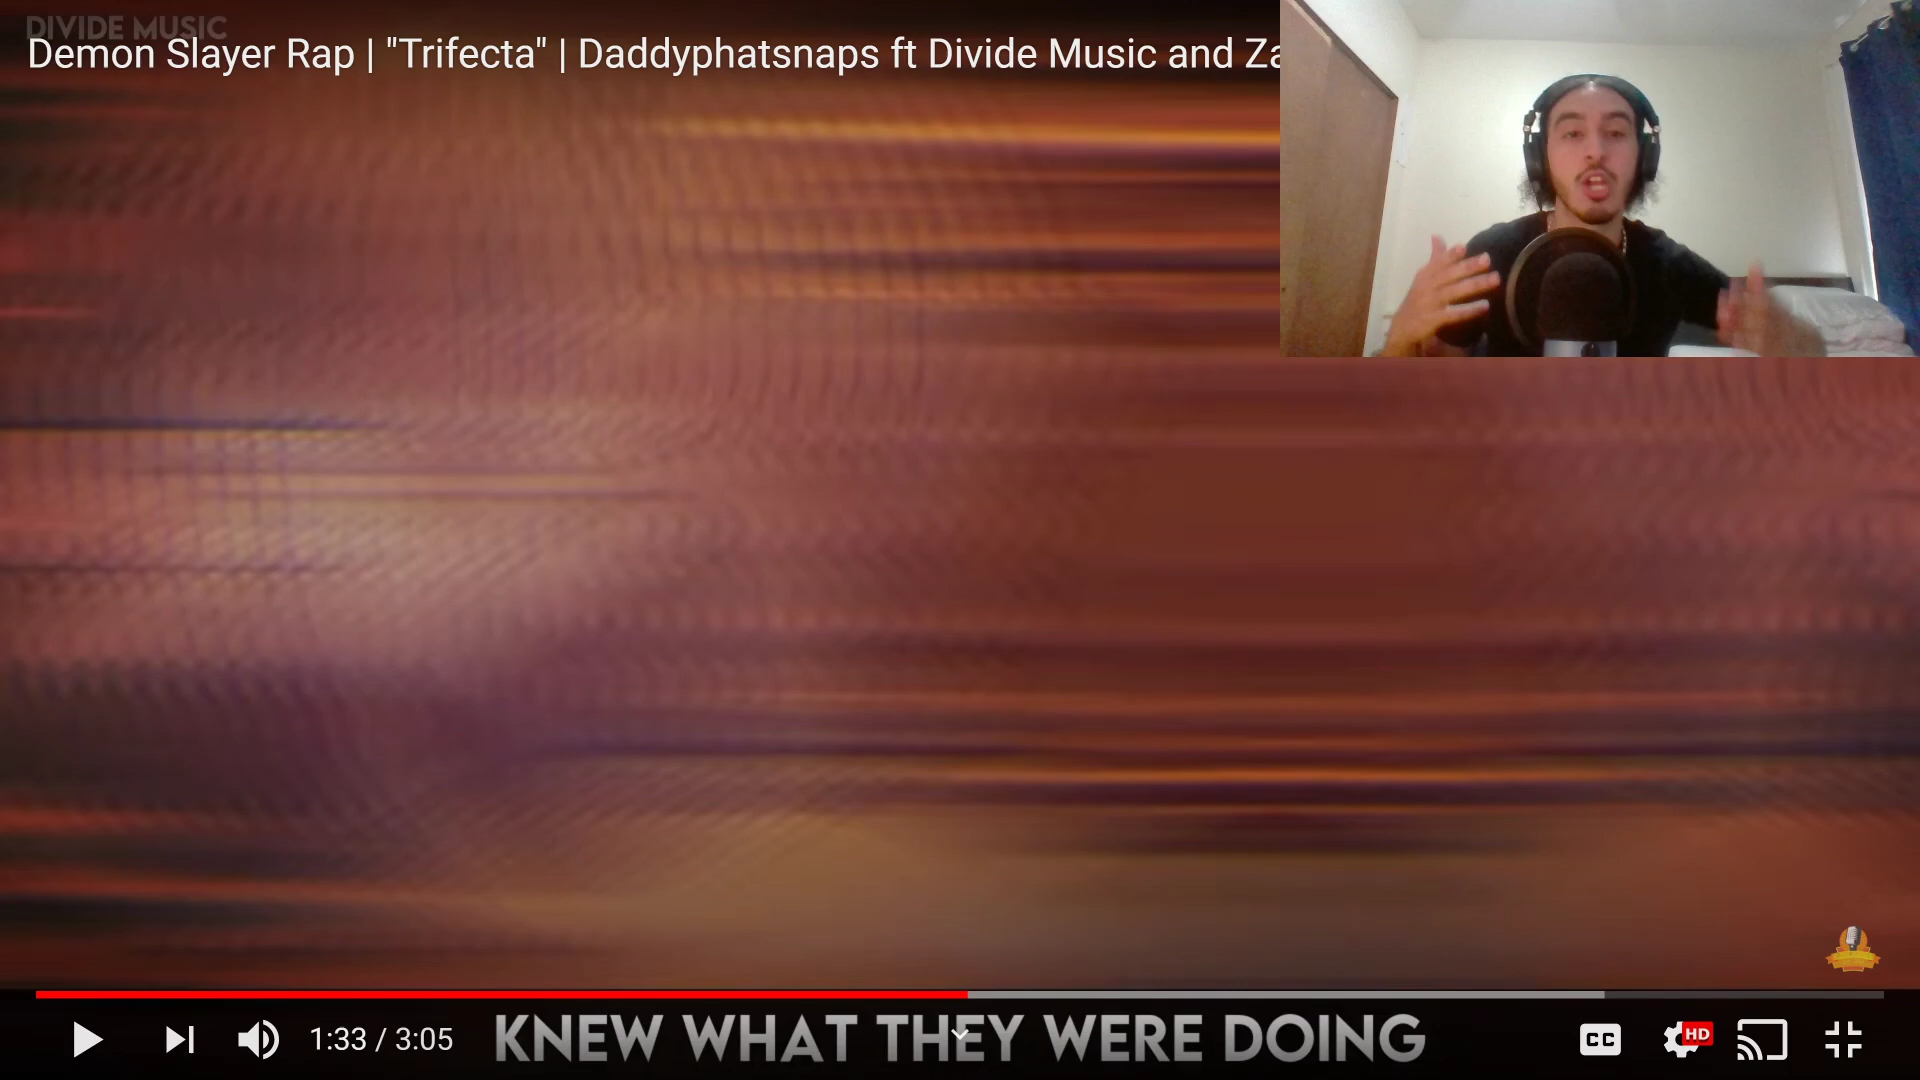 DIVIDE MUSIC
Demon Slayer Rap | "Trifecta" | Daddyphatsnaps ft Divide Music and Za
1:33 / 3:05
KNEW WHAT THEY WERE DOING
CC
HD